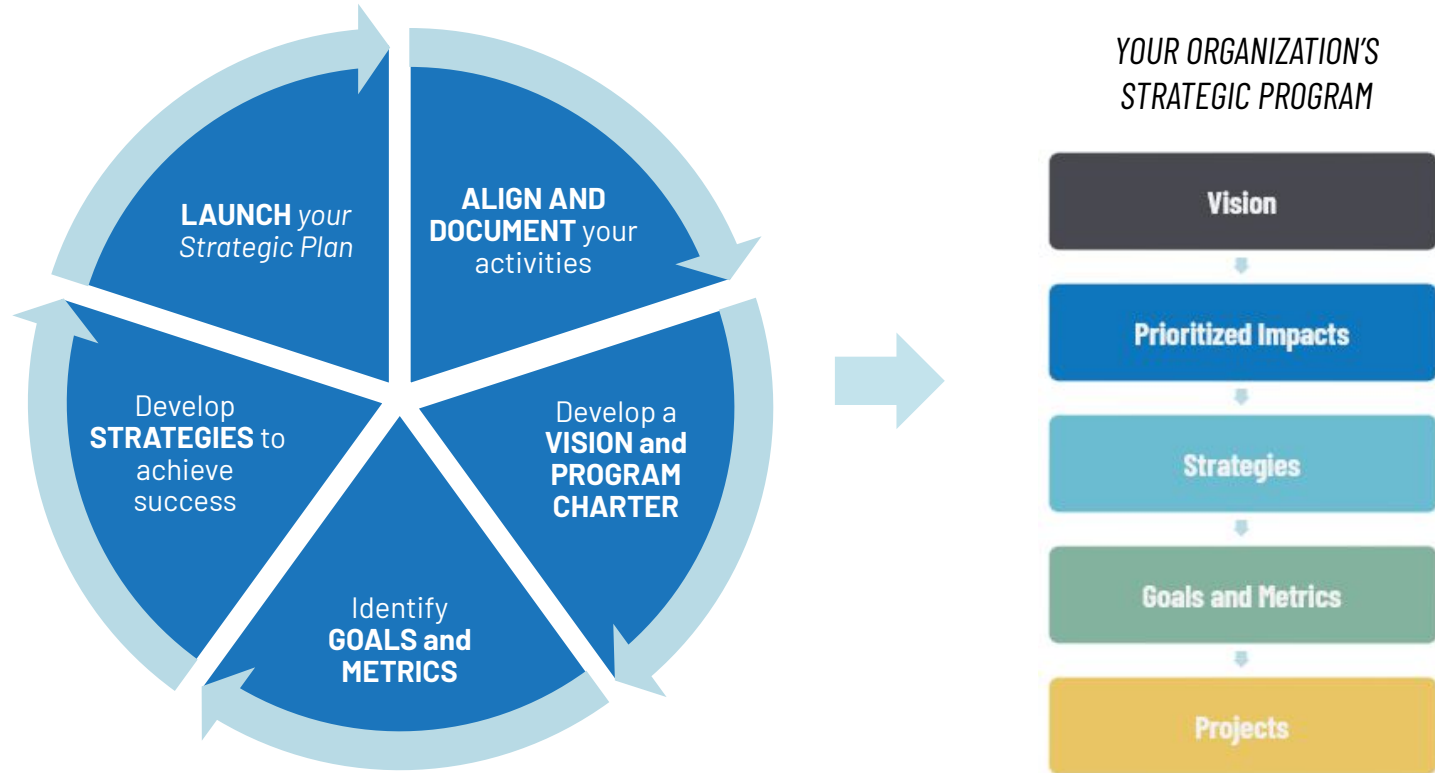 LAUNCH your
Strategic Plan
ALIGN AND
DOCUMENT your
activities
Develop a
VISION and
PROGRAM
CHARTER
Identify
GOALS and
METRICS
Develop
STRATEGIES to
achieve
success
YOUR ORGANIZATION'S
STRATEGIC PROGRAM
Vision
Prioritized Impacts
Strategies
Goals and Metrics
Projects